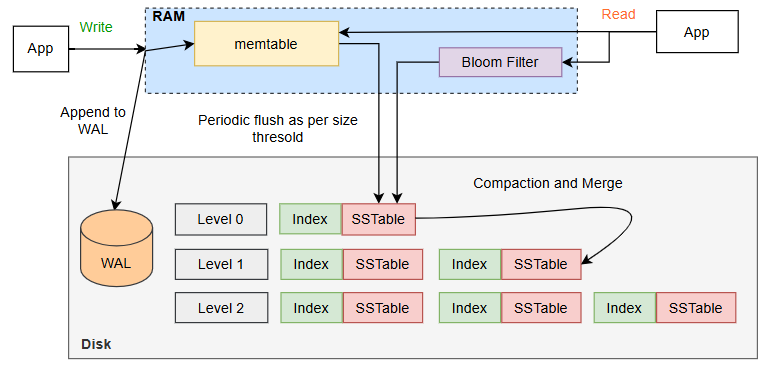 RAM
Write
Read
App
memtable
App
Bloom Filter
Append to
WAL
Periodic flush as per size
thresold
Compaction and Merge
Level 0
Index
SSTable
WAL
Level 1
Index
SSTable
Index
SSTable
Level 2
Index
SSTable
Index
SSTable
Index
SSTable
Disk